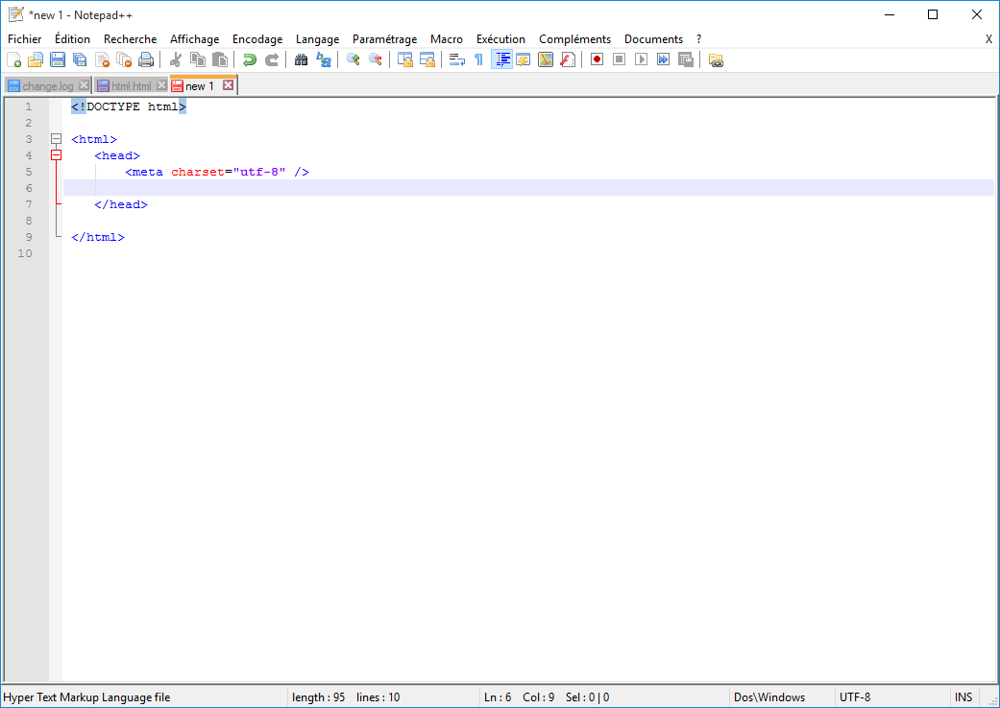 *new 1 - Notepad++
Fichier Édition Recherche Affichage Encodage Langage Paramétrage Macro Exécution Compléments Documents ? X
change.log html.html new 1
1 <!DOCTYPE html>
2
3 <html>
4 <head>
5 <meta charset="utf-8" />
6
7 </head>
8
9 </html>
10
Hyper Text Markup Language file length : 95 lines : 10 Ln : 6 Col : 9 Sel : 0 | 0 Dos\Windows UTF-8 INS